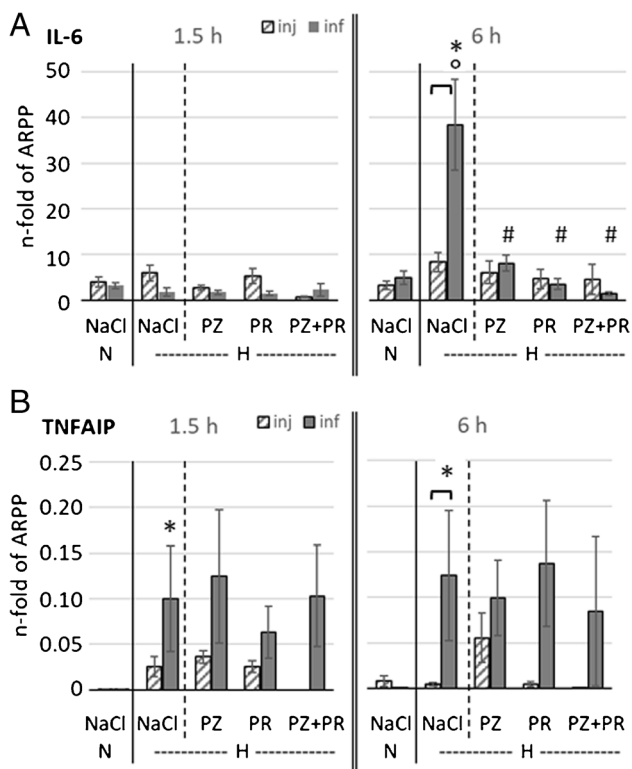 A
IL-6
1.5 h
inj inf
6 h
n-fold of ARPP
50
40
30
20
10
0
*
°
# # #
NaCl NaCl PZ PR PZ+PR
N H
NaCl NaCl PZ PR PZ+PR
N H
B
TNFAIP
1.5 h
inj inf
6 h
n-fold of ARPP
0.25
0.20
0.15
0.10
0.05
0
*
*
NaCl NaCl PZ PR PZ+PR
N H
NaCl NaCl PZ PR PZ+PR
N H